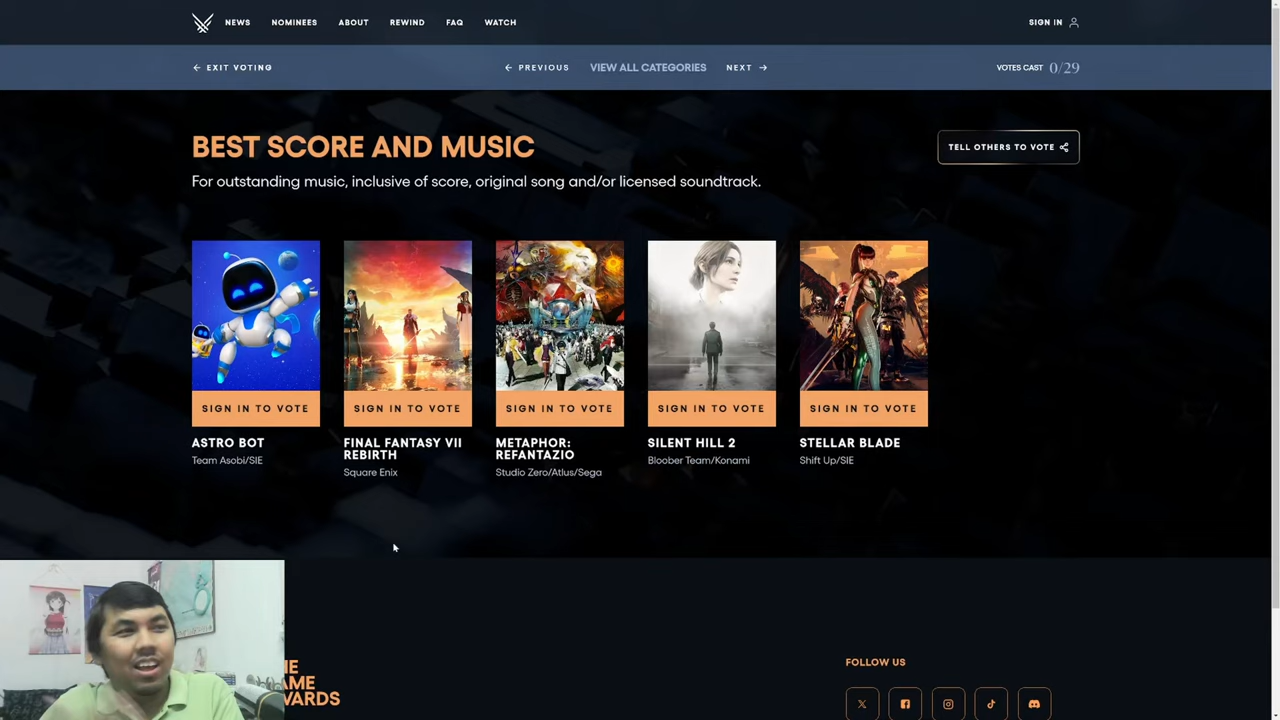 NEWS NOMINEES ABOUT REWIND FAQ WATCH SIGN IN
EXIT VOTING PREVIOUS VIEW ALL CATEGORIES NEXT VOTES CAST 0/29
BEST SCORE AND MUSIC
TELL OTHERS TO VOTE
For outstanding music, inclusive of score, original song and/or licensed soundtrack.
SIGN IN TO VOTE SIGN IN TO VOTE SIGN IN TO VOTE SIGN IN TO VOTE SIGN IN TO VOTE
ASTRO BOT
Team Asobi/SIE
FINAL FANTASY VII
REBIRTH
Square Enix
METAPHOR:
REFANTAZIO
Studio Zero/Atlus/Sega
SILENT HILL 2
Bloober Team/Konami
STELLAR BLADE
Shift Up/SIE
FOLLOW US